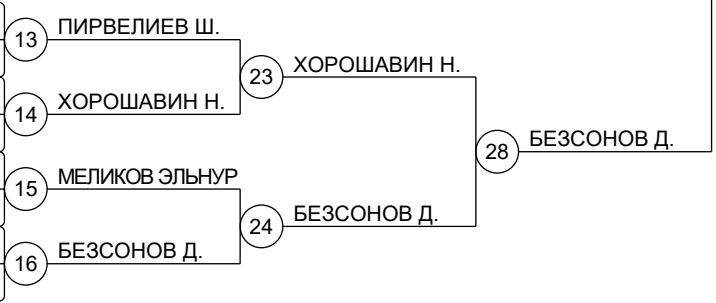 13
ПИРВЕЛИЕВ Ш.
23
ХОРОШАВИН Н.
14
ХОРОШАВИН Н.
28
БЕЗСОНОВ Д.
15
МЕЛИКОВ ЭЛЬНУР
24
БЕЗСОНОВ Д.
16
БЕЗСОНОВ Д.